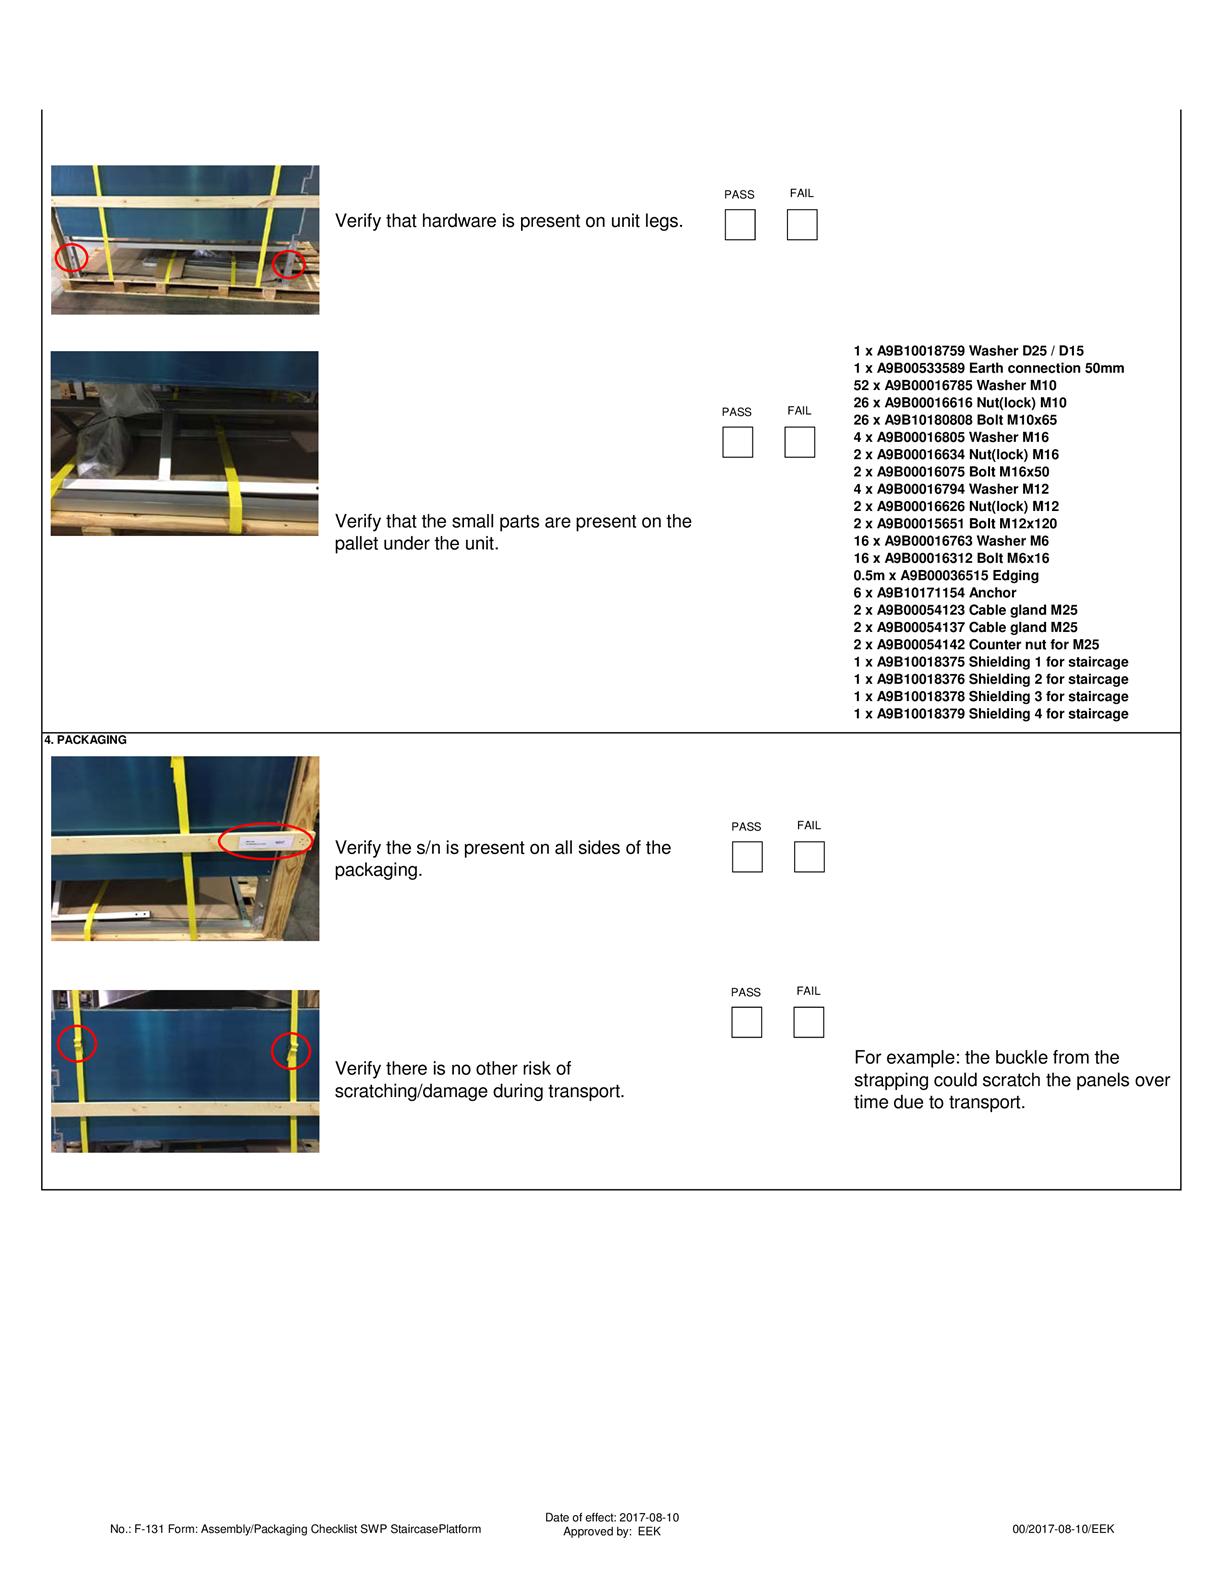 PASS FAIL
Verify that hardware is present on unit legs.
1 x A9B10018759 Washer D25 / D15
1 x A9B00533589 Earth connection 50mm
52 x A9B00016785 Washer M10
26 x A9B00016616 Nut(lock) M10
26 x A9B10180808 Bolt M10x65
4 x A9B00016805 Washer M16
2 x A9B00016634 Nut(lock) M16
2 x A9B00016075 Bolt M16x50
4 x A9B00016794 Washer M12
2 x A9B00016626 Nut(lock) M12
2 x A9B00015651 Bolt M12x120
16 x A9B00016763 Washer M6
16 x A9B00016312 Bolt M6x16
0.5m x A9B00036515 Edging
6 x A9B10171154 Anchor
2 x A9B00054123 Cable gland M25
2 x A9B00054137 Cable gland M25
2 x A9B00054142 Counter nut for M25
1 x A9B10018375 Shielding 1 for staircage
1 x A9B10018376 Shielding 2 for staircage
1 x A9B10018378 Shielding 3 for staircage
1 x A9B10018379 Shielding 4 for staircage
PASS FAIL
Verify that the small parts are present on the
pallet under the unit.
4. PACKAGING
PASS FAIL
Verify the s/n is present on all sides of the
packaging.
PASS FAIL
Verify there is no other risk of
scratching/damage during transport.
For example: the buckle from the
strapping could scratch the panels over
time due to transport.
No.: F-131 Form: Assembly/Packaging Checklist SWP StaircasePlatform
Date of effect: 2017-08-10
Approved by: EEK
00/2017-08-10/EEK